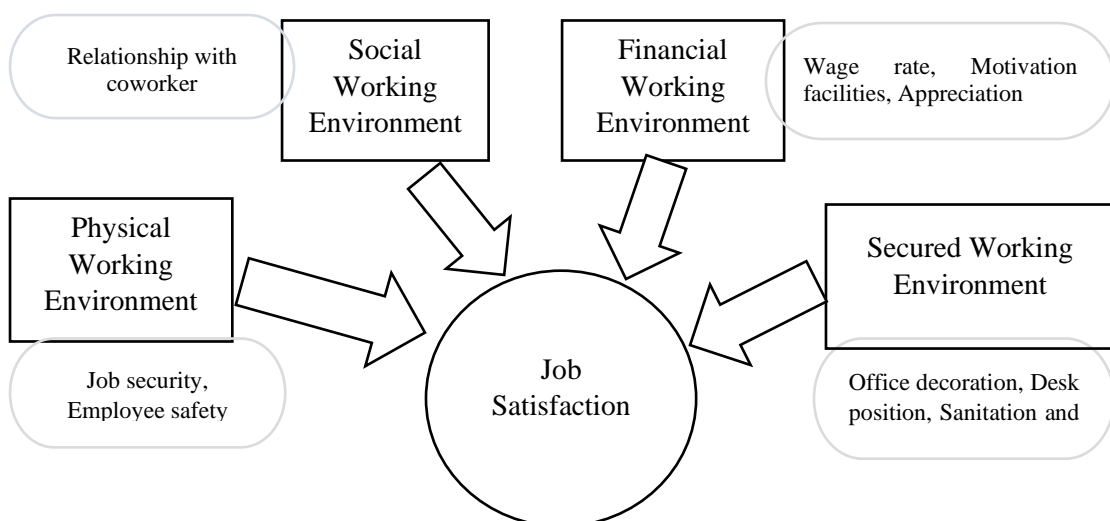 Relationship with
coworker
Social
Working
Environment
Financial
Working
Environment
Wage rate, Motivation
facilities, Appreciation
Physical
Working
Environment
Secured Working
Environment
Job security,
Employee safety
Job
Satisfaction
Office decoration, Desk
position, Sanitation and